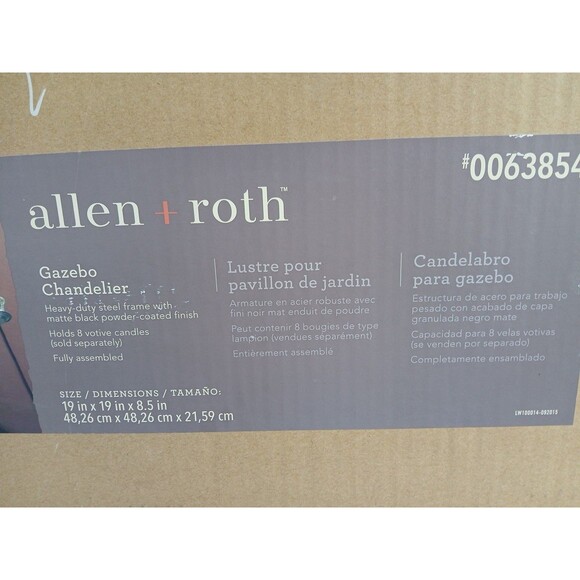 #0063854
allen + roth™
Gazebo
Chandelier
Heavy-duty steel frame with
matte black powder-coated finish
Holds 8 votive candles
(sold separately)
Fully assembled
Lustre pour
pavillon de jardin
Armature en acier robuste avec
fini noir mat enduit de poudre
Peut contenir 8 bougies de type
lampion (vendues séparément)
Entièrement assemblé
Candelabro
para gazebo
Estructura de acero para trabajo
pesado con acabado de capa
granulada negro mate
Capacidad para 8 velas votivas
(se venden por separado)
Completamente ensamblado
SIZE / DIMENSIONS / TAMAÑO:
19 in x 19 in x 8.5 in
48,26 cm x 48,26 cm x 21,59 cm
LW100014-092015